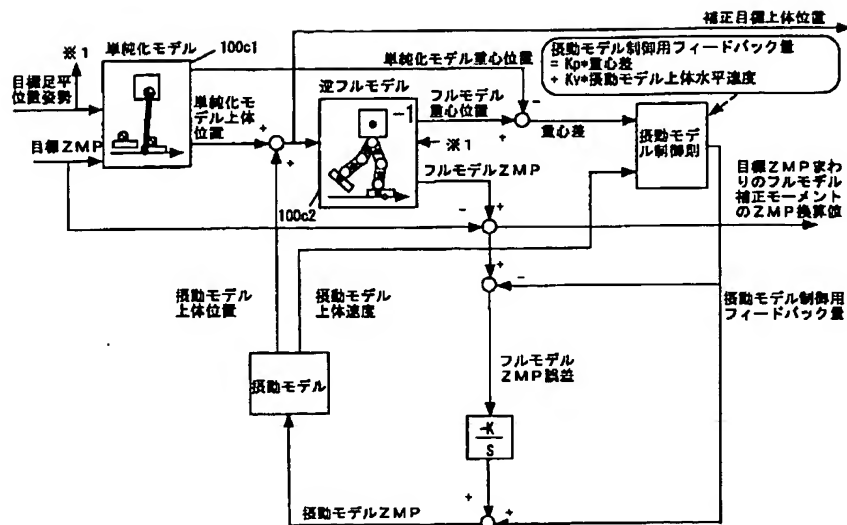 補正目標上体位置
※1
単純化モデル
100c1
目標足平
位置姿勢
単純化モデル重心位置
摂動モデル制御用フィードバック量
= Kp*重心差
+ Kv*摂動モデル上体水平速度
逆フルモデル
単純化モ
デル上体
位置
フルモデル
重心位置
-1
-
+
+
+
重心差
摂動モデ
ル制御則
目標ZMP
※1
フルモデルZMP
100c2
目標ZMPまわ
りのフルモデル
補正モーメント
のZMP換算値
-
+
+
-
摂動モデル
上体位置
摂動モデル
上体速度
摂動モデル制御用
フィードバック量
フルモデル
ZMP誤差
摂動モデル
-K
S
+
+
摂動モデルZMP